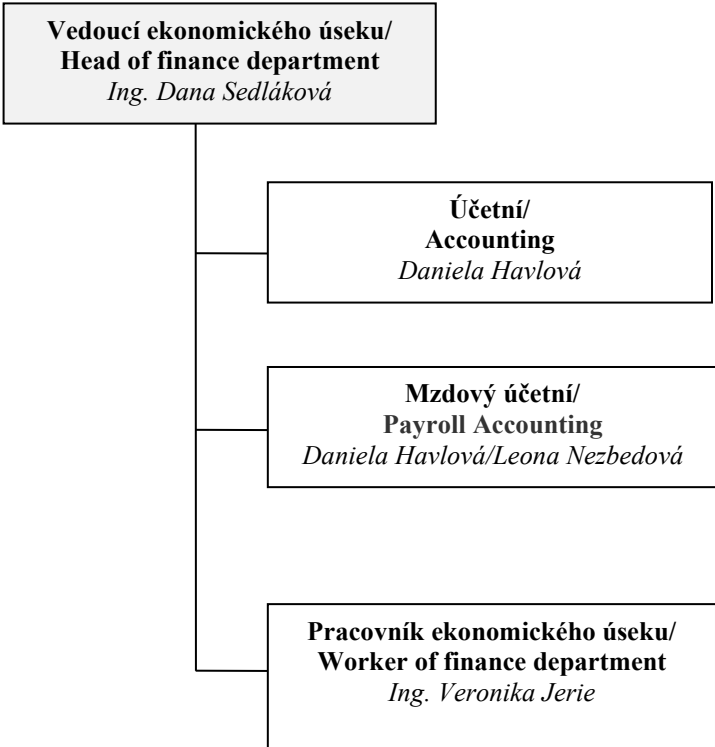 Vedoucí ekonomického úseku/
Head of finance department
Ing. Dana Sedláková
Účetní/
Accounting
Daniela Havlová
Mzdový účetní/
Payroll Accounting
Daniela Havlová/Leona Nezbedová
Pracovník ekonomického úseku/
Worker of finance department
Ing. Veronika Jerie